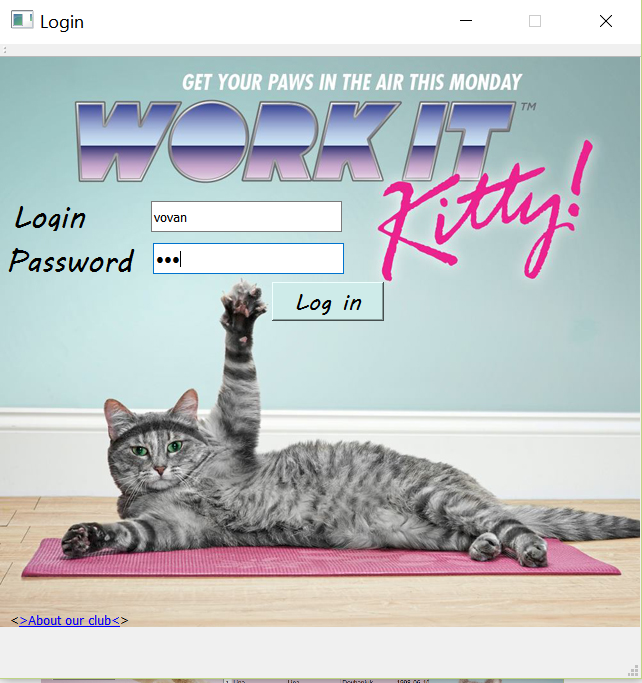 Login
:
GET YOUR PAWS IN THE AIR THIS MONDAY
WORK IT™
Kitty!
Login vovan
Password •••
Log in
<>About our club<>